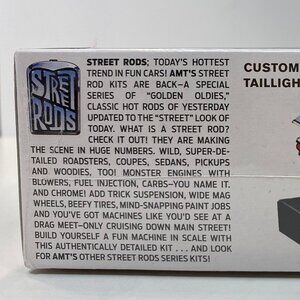 STREET RODS
STREET RODS; TODAY'S HOTTEST
TREND IN FUN CARS! AMT'S STREET
ROD KITS ARE BACK–A SPECIAL
SERIES OF "GOLDEN OLDIES,"
CLASSIC HOT RODS OF YESTERDAY
UPDATED TO THE "STREET" LOOK OF
TODAY. WHAT IS A STREET ROD?
CHECK IT OUT! THEY ARE MAKING
THE SCENE IN HUGE NUMBERS. WILD, SUPER-DE-
TAILED ROADSTERS, COUPES, SEDANS, PICKUPS
AND WOODIES, TOO! MONSTER ENGINES WITH
BLOWERS, FUEL INJECTION, CARBS–YOU NAME IT.
AND CHROME! ADD TRICK SUSPENSION, WIDE MAG
WHEELS, BEEFY TIRES, MIND-SNAPPING PAINT JOBS
AND YOU'VE GOT MACHINES LIKE YOU'D SEE AT A
DRAG MEET–ONLY CRUISING DOWN MAIN STREET!
BUILD YOURSELF A FUN MACHINE IN SCALE WITH
THIS AUTHENTICALLY DETAILED KIT . . . AND LOOK
FOR AMT'S OTHER STREET RODS SERIES KITS!
CUSTOM
TAILLIGH